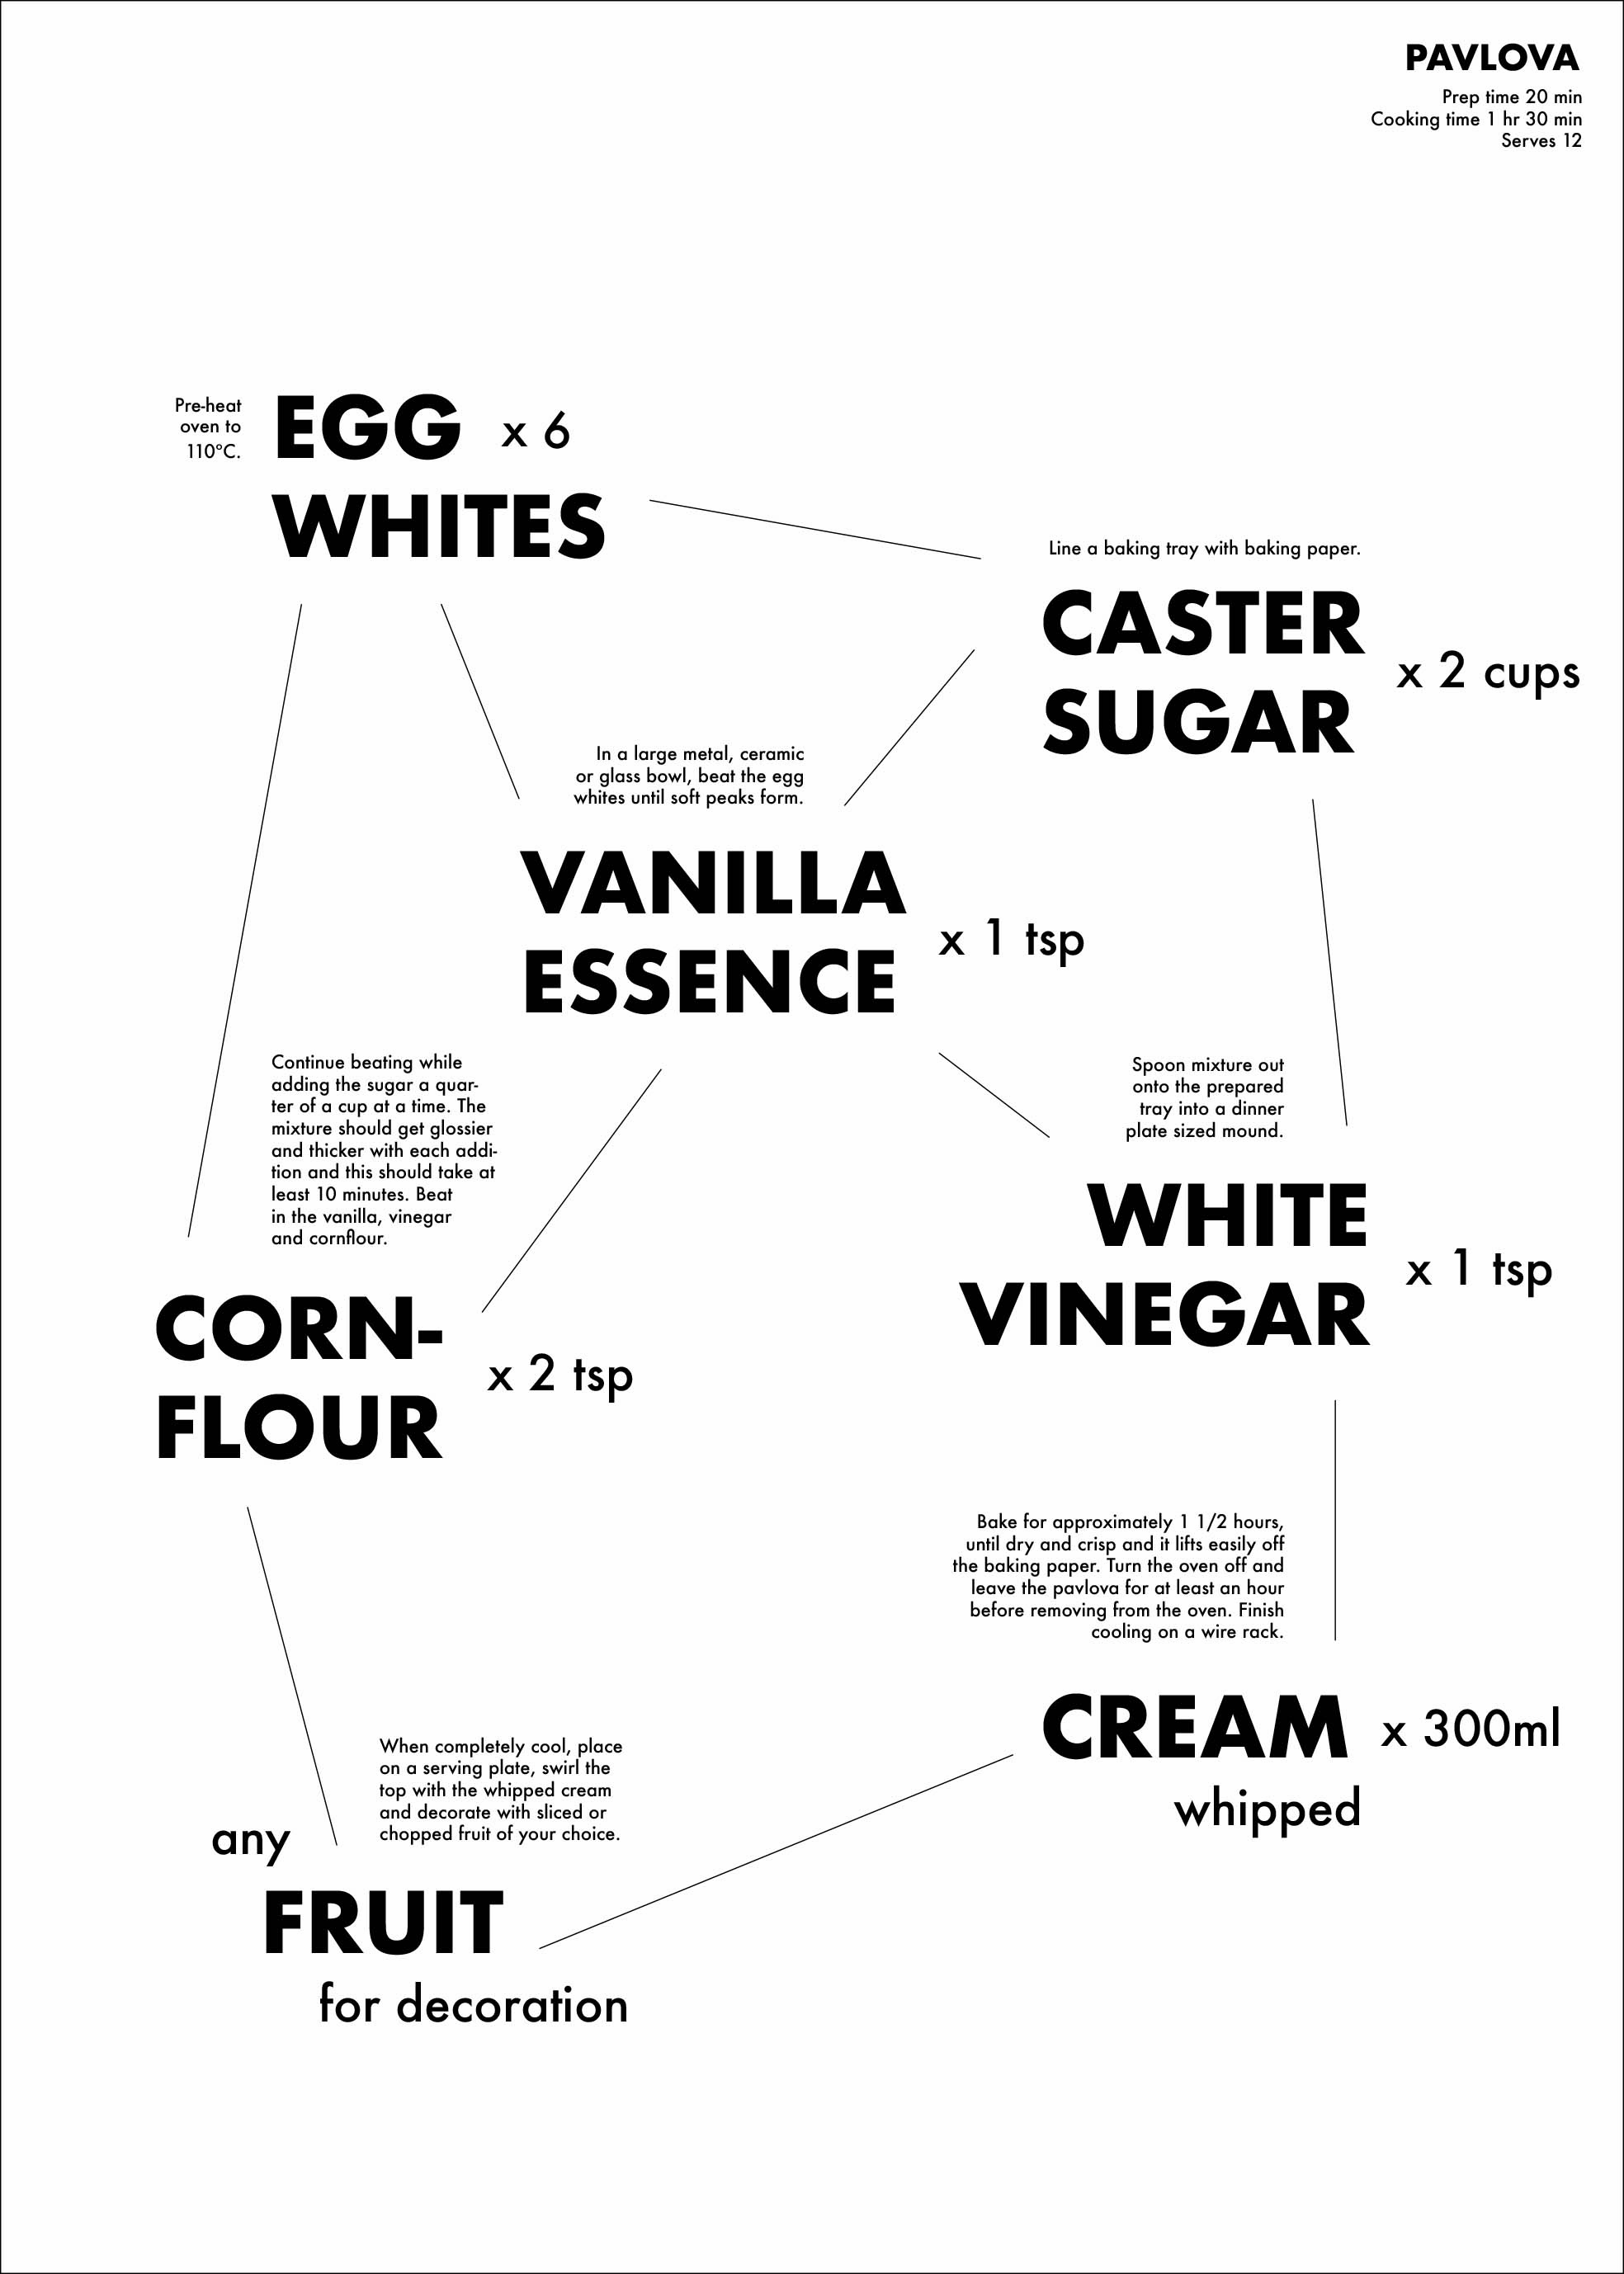 PAVLOVA
Prep time 20 min
Cooking time 1 hr 30 min
Serves 12
Pre-heat
oven to
110°C.
EGG x 6
WHITES
Line a baking tray with baking paper.
CASTER
SUGAR
x 2 cups
In a large metal, ceramic
or glass bowl, beat the egg
whites until soft peaks form.
VANILLA
ESSENCE
x 1 tsp
Continue beating while
adding the sugar a quar-
ter of a cup at a time. The
mixture should get glossier
and thicker with each addi-
tion and this should take at
least 10 minutes. Beat
in the vanilla, vinegar
and cornflour.
CORN-
FLOUR
x 2 tsp
Spoon mixture out
onto the prepared
tray into a dinner
plate sized mound.
WHITE
VINEGAR
x 1 tsp
Bake for approximately 1 1/2 hours,
until dry and crisp and it lifts easily off
the baking paper. Turn the oven off and
leave the pavlova for at least an hour
before removing from the oven. Finish
cooling on a wire rack.
CREAM x 300ml
whipped
When completely cool, place
on a serving plate, swirl the
top with the whipped cream
and decorate with sliced or
chopped fruit of your choice.
any
FRUIT
for decoration